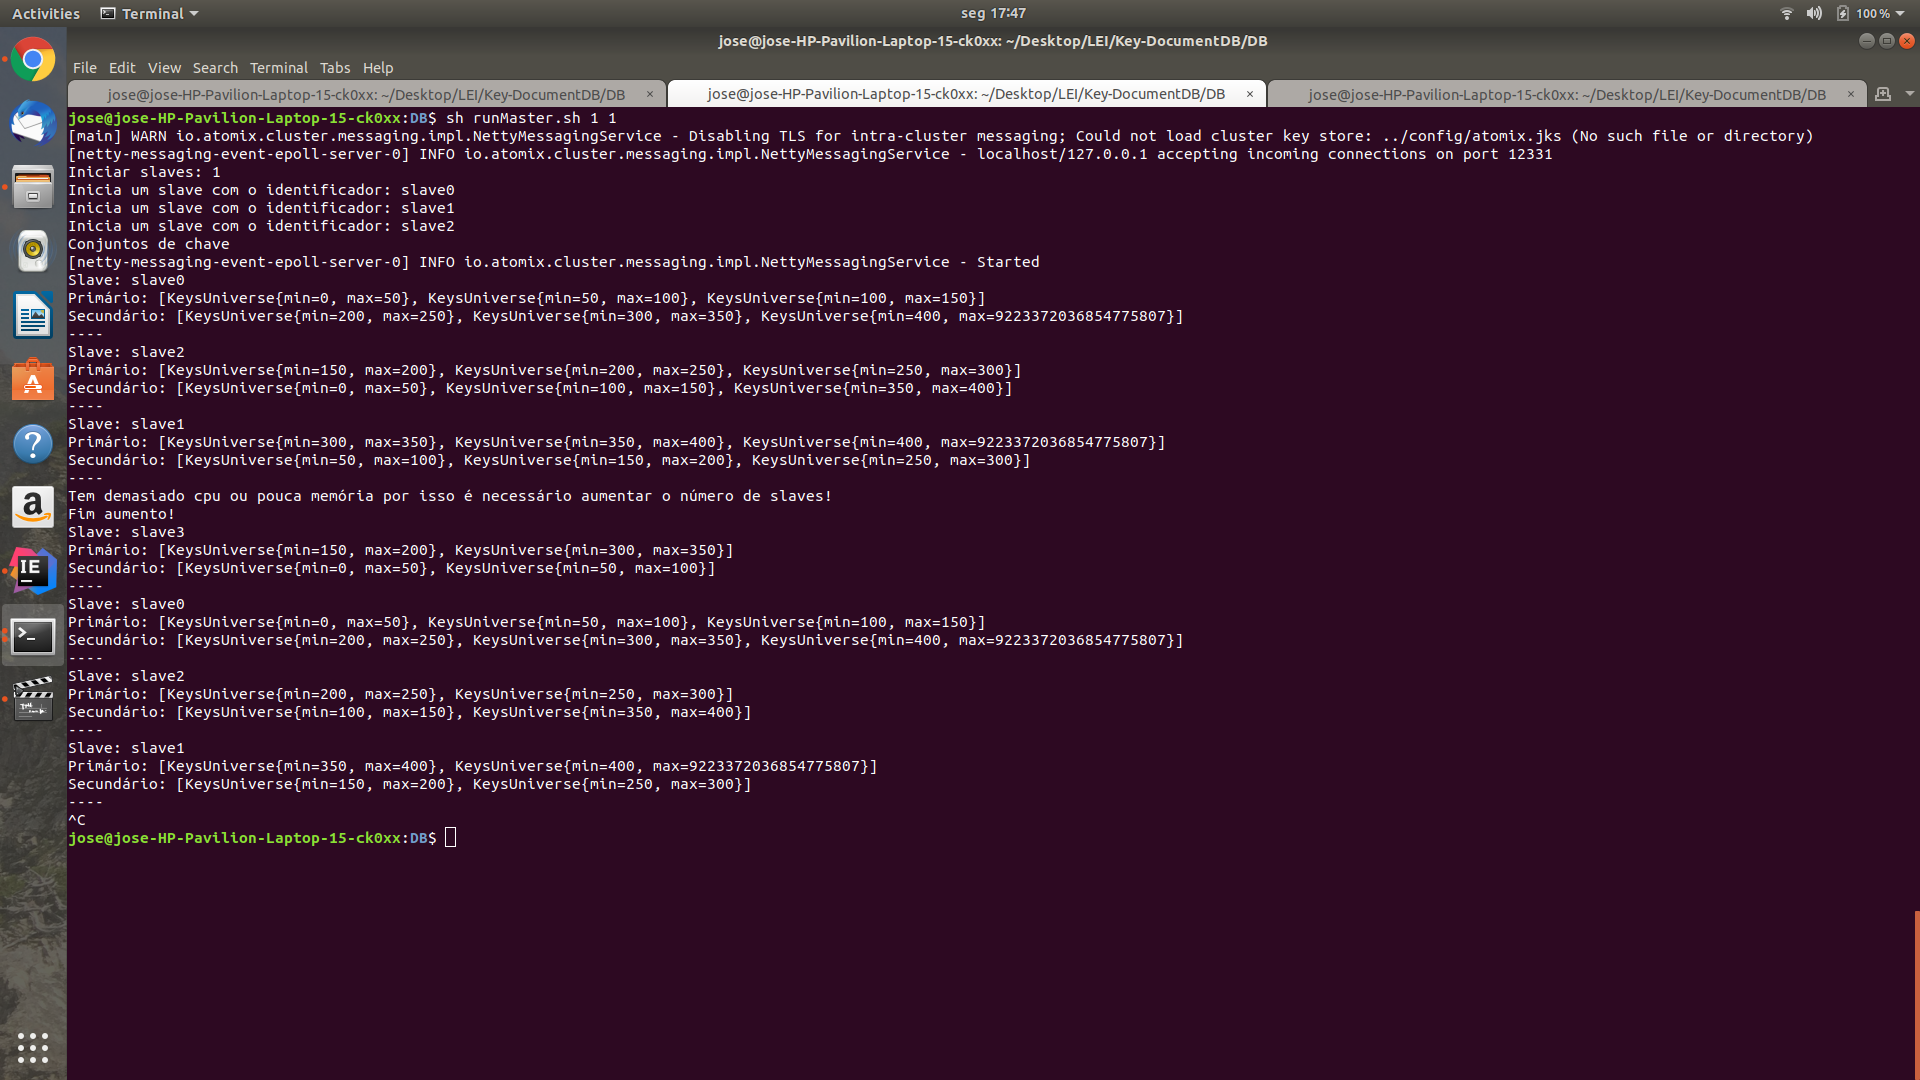 Activities
Terminal
seg 17:47
100 %
jose@jose-HP-Pavilion-Laptop-15-ck0xx: ~/Desktop/LEI/Key-DocumentDB/DB
File Edit View Search Terminal Tabs Help
jose@jose-HP-Pavilion-Laptop-15-ck0xx: ~/Desktop/LEI/Key-DocumentDB/DB ×
jose@jose-HP-Pavilion-Laptop-15-ck0xx: ~/Desktop/LEI/Key-DocumentDB/DB ×
jose@jose-HP-Pavilion-Laptop-15-ck0xx: ~/Desktop/LEI/Key-DocumentDB/DB ×
jose@jose-HP-Pavilion-Laptop-15-ck0xx:DB$ sh runMaster.sh 1 1
[main] WARN io.atomix.cluster.messaging.impl.NettyMessagingService - Disabling TLS for intra-cluster messaging; Could not load cluster key store: ../config/atomix.jks (No such file or directory)
[netty-messaging-event-epoll-server-0] INFO io.atomix.cluster.messaging.impl.NettyMessagingService - localhost/127.0.0.1 accepting incoming connections on port 12331
Iniciar slaves: 1
Inicia um slave com o identificador: slave0
Inicia um slave com o identificador: slave1
Inicia um slave com o identificador: slave2
Conjuntos de chave
[netty-messaging-event-epoll-server-0] INFO io.atomix.cluster.messaging.impl.NettyMessagingService - Started
Slave: slave0
Primário: [KeysUniverse{min=0, max=50}, KeysUniverse{min=50, max=100}, KeysUniverse{min=100, max=150}]
Secundário: [KeysUniverse{min=200, max=250}, KeysUniverse{min=300, max=350}, KeysUniverse{min=400, max=9223372036854775807}]
----
Slave: slave2
Primário: [KeysUniverse{min=150, max=200}, KeysUniverse{min=200, max=250}, KeysUniverse{min=250, max=300}]
Secundário: [KeysUniverse{min=0, max=50}, KeysUniverse{min=100, max=150}, KeysUniverse{min=350, max=400}]
----
Slave: slave1
Primário: [KeysUniverse{min=300, max=350}, KeysUniverse{min=350, max=400}, KeysUniverse{min=400, max=9223372036854775807}]
Secundário: [KeysUniverse{min=50, max=100}, KeysUniverse{min=150, max=200}, KeysUniverse{min=250, max=300}]
----
Tem demasiado cpu ou pouca memória por isso é necessário aumentar o número de slaves!
Fim aumento!
Slave: slave3
Primário: [KeysUniverse{min=150, max=200}, KeysUniverse{min=300, max=350}]
Secundário: [KeysUniverse{min=0, max=50}, KeysUniverse{min=50, max=100}]
----
Slave: slave0
Primário: [KeysUniverse{min=0, max=50}, KeysUniverse{min=50, max=100}, KeysUniverse{min=100, max=150}]
Secundário: [KeysUniverse{min=200, max=250}, KeysUniverse{min=300, max=350}, KeysUniverse{min=400, max=9223372036854775807}]
----
Slave: slave2
Primário: [KeysUniverse{min=200, max=250}, KeysUniverse{min=250, max=300}]
Secundário: [KeysUniverse{min=100, max=150}, KeysUniverse{min=350, max=400}]
----
Slave: slave1
Primário: [KeysUniverse{min=350, max=400}, KeysUniverse{min=400, max=9223372036854775807}]
Secundário: [KeysUniverse{min=150, max=200}, KeysUniverse{min=250, max=300}]
----
^C
jose@jose-HP-Pavilion-Laptop-15-ck0xx:DB$
A
?
a
IE
>_